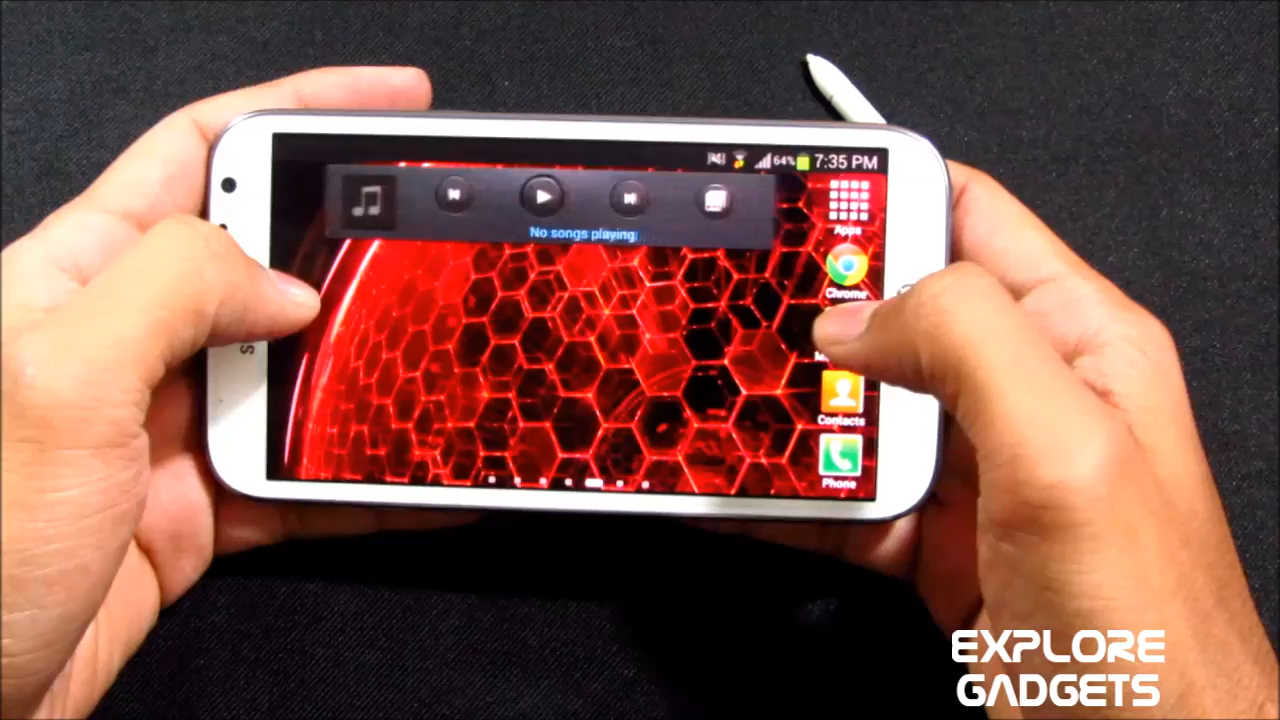 64% 7:35 PM
Apps
No songs playing
Chrome
Contacts
Phone
EXPLORE
GADGETS